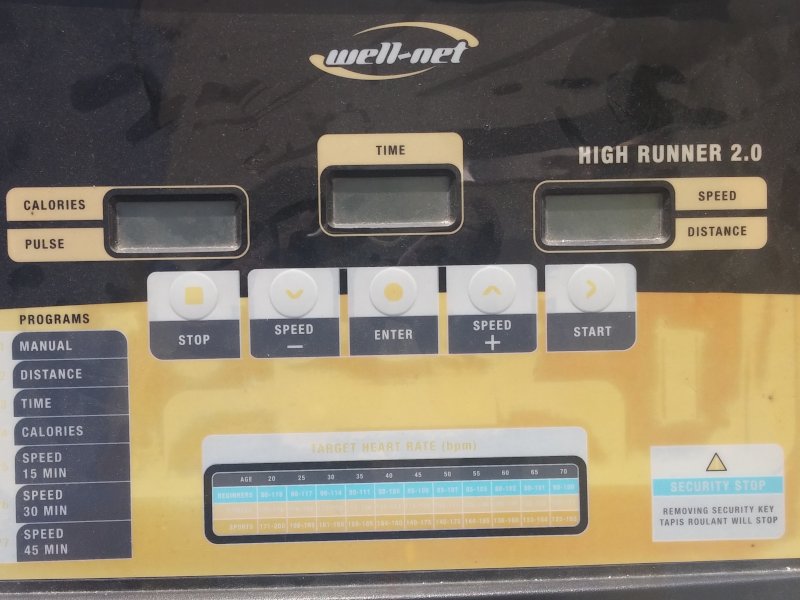 well-net
HIGH RUNNER 2.0
TIME
CALORIES
PULSE
SPEED
DISTANCE
STOP
SPEED
–
ENTER
SPEED
+
START
PROGRAMS
MANUAL
DISTANCE
TIME
CALORIES
SPEED
15 MIN
SPEED
30 MIN
SPEED
45 MIN
TARGET HEART RATE (bpm)
AGE 20 25 30 35 40 45 50 55 60 65 70
BEGINNERS
SPORTS 171-200
SECURITY STOP
REMOVING SECURITY KEY
TAPIS ROULANT WILL STOP